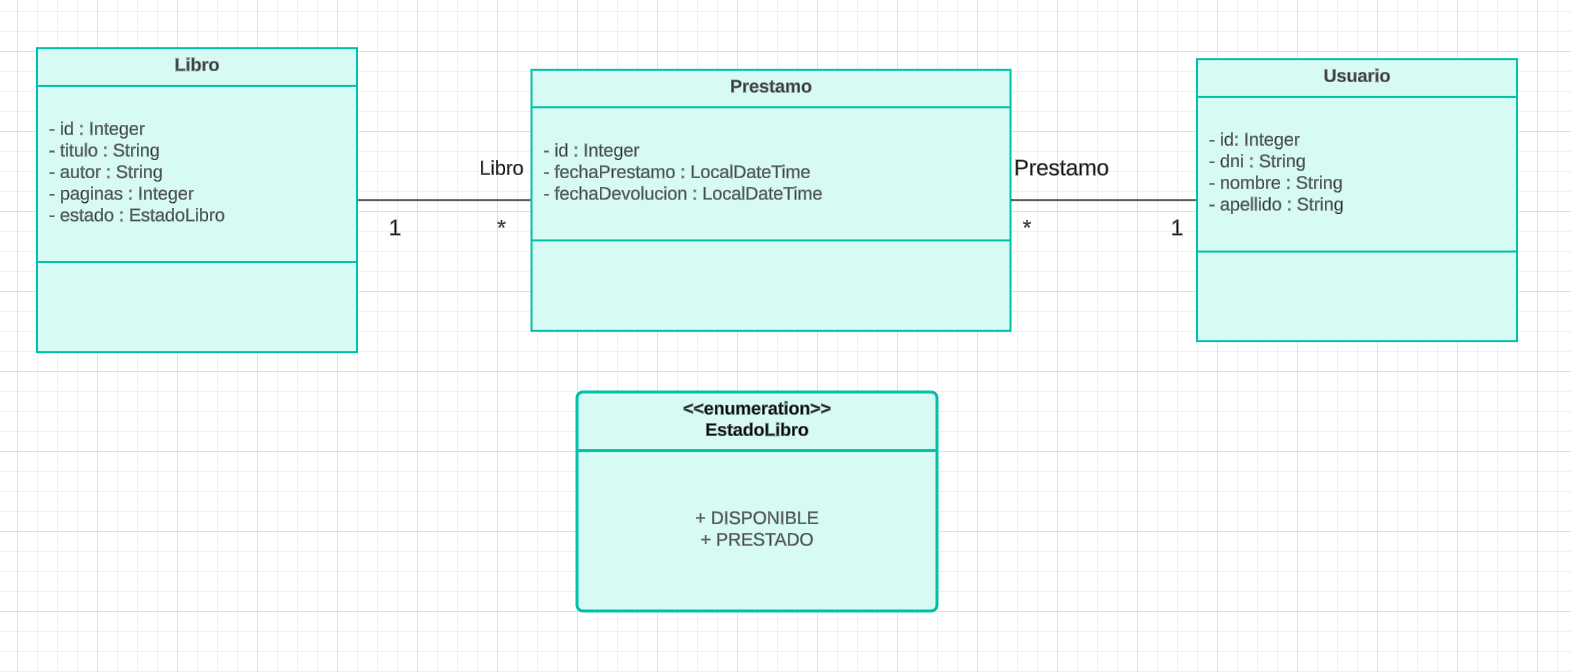 Libro
- id : Integer
- titulo : String
- autor : String
- paginas : Integer
- estado : EstadoLibro
Libro
1
*
Prestamo
- id : Integer
- fechaPrestamo : LocalDateTime
- fechaDevolucion : LocalDateTime
Prestamo
*
1
Usuario
- id: Integer
- dni : String
- nombre : String
- apellido : String
<<enumeration>>
EstadoLibro
+ DISPONIBLE
+ PRESTADO